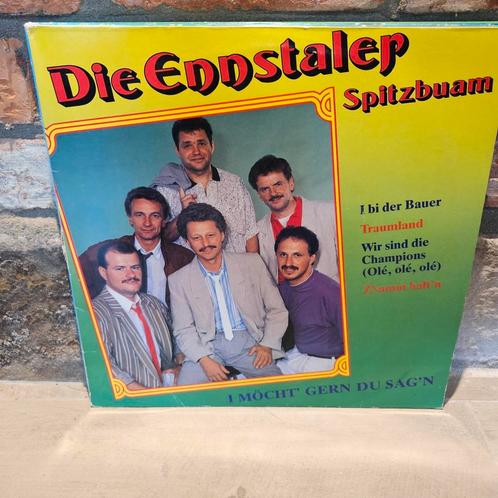 Die Ennstaler
Spitzbuam
I bi der Bauer
Traumland
Wir sind die
Champions
(Olé, olé, olé)
Z'samm halt'n
I MÖCHT' GERN DU SAG'N